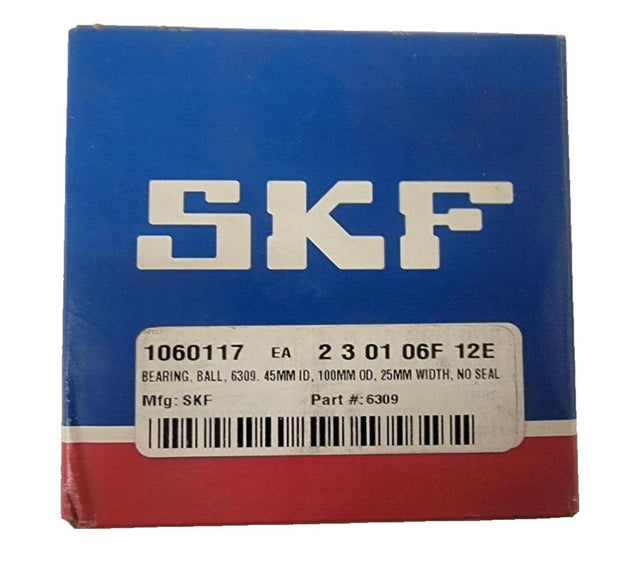 SKF
1060117 EA 2 3 01 06F 12E
BEARING, BALL, 6309. 45MM ID, 100MM OD, 25MM WIDTH, NO SEAL
Mfg: SKF Part #: 6309